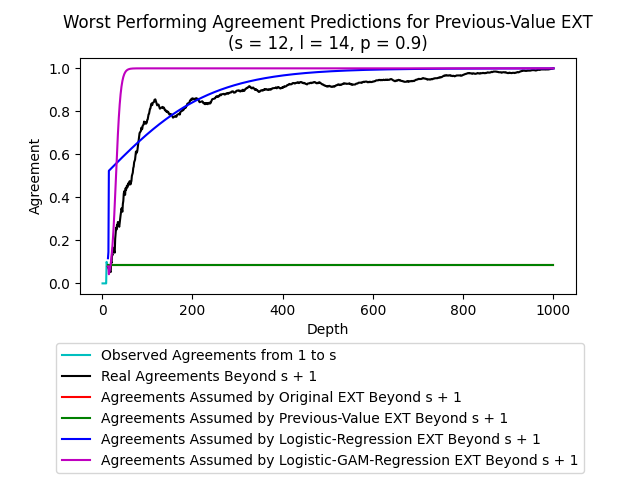 Worst Performing Agreement Predictions for Previous-Value EXT
(s = 12, l = 14, p = 0.9)
1.0
0.8
0.6
0.4
0.2
0.0
Agreement
0
200
400
600
800
1000
Depth
Observed Agreements from 1 to s
Real Agreements Beyond s + 1
Agreements Assumed by Original EXT Beyond s + 1
Agreements Assumed by Previous-Value EXT Beyond s + 1
Agreements Assumed by Logistic-Regression EXT Beyond s + 1
Agreements Assumed by Logistic-GAM-Regression EXT Beyond s + 1